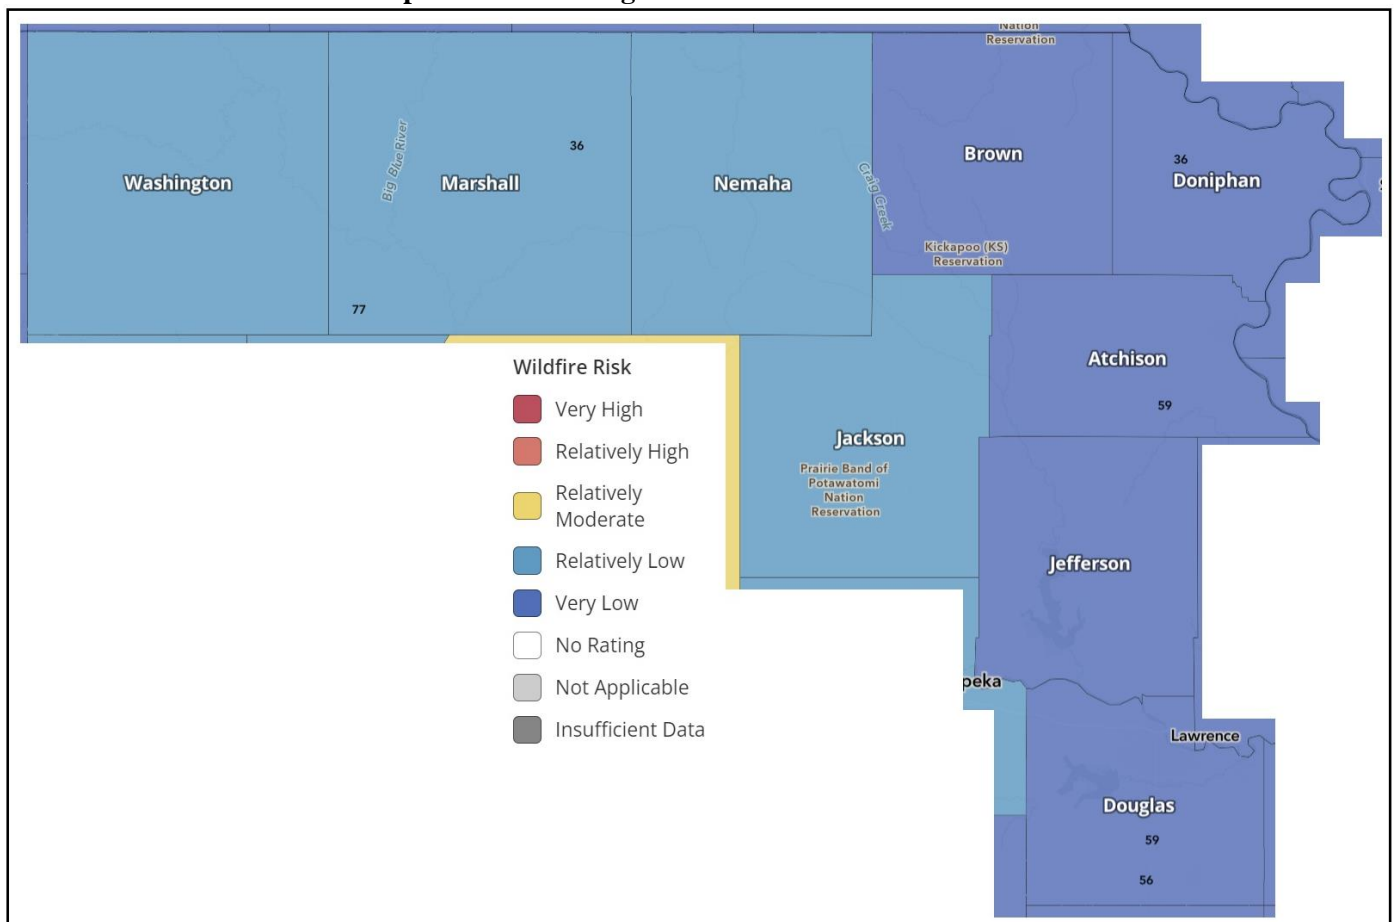 Nation
Reservation
Washington
Big Blue River
Marshall
36
Nemaha
Craig Creek
Brown
36
Doniphan
Kickapoo (KS)
Reservation
77
Atchison
59
Jackson
Prairie Band of
Potawatomi
Nation
Reservation
Jefferson
peka
Lawrence
Douglas
59
56
Wildfire Risk
Very High
Relatively High
Relatively
Moderate
Relatively Low
Very Low
No Rating
Not Applicable
Insufficient Data